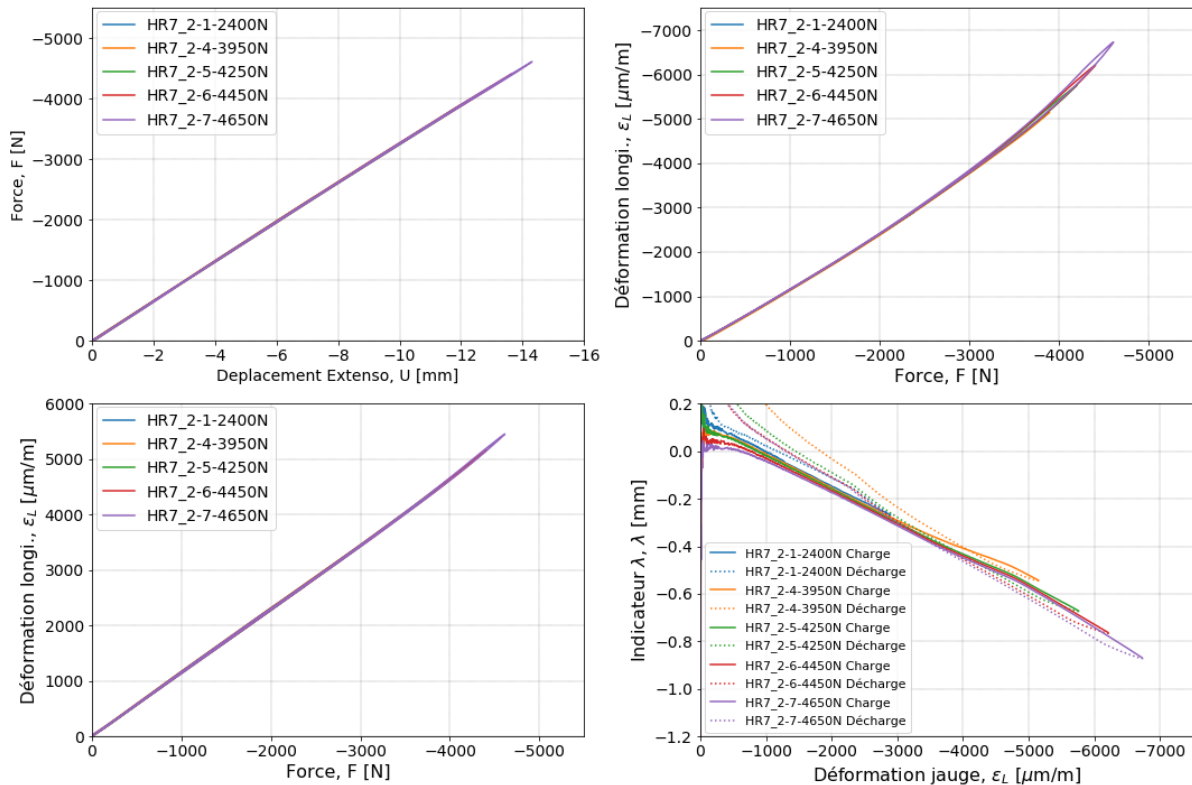 −5000
−4000
−3000
−2000
−1000
0
Force, F [N]
HR7_2-1-2400N
HR7_2-4-3950N
HR7_2-5-4250N
HR7_2-6-4450N
HR7_2-7-4650N
0 −2 −4 −6 −8 −10 −12 −14 −16
Deplacement Extenso, U [mm]
−7000
−6000
−5000
−4000
−3000
−2000
−1000
0
Déformation longi., εL [μm/m]
HR7_2-1-2400N
HR7_2-4-3950N
HR7_2-5-4250N
HR7_2-6-4450N
HR7_2-7-4650N
0 −1000 −2000 −3000 −4000 −5000
Force, F [N]
6000
5000
4000
3000
2000
1000
0
Déformation longi., εL [μm/m]
HR7_2-1-2400N
HR7_2-4-3950N
HR7_2-5-4250N
HR7_2-6-4450N
HR7_2-7-4650N
0 −1000 −2000 −3000 −4000 −5000
Force, F [N]
0.2
0.0
−0.2
−0.4
−0.6
−0.8
−1.0
−1.2
Indicateur λ, λ [mm]
HR7_2-1-2400N Charge
HR7_2-1-2400N Décharge
HR7_2-4-3950N Charge
HR7_2-4-3950N Décharge
HR7_2-5-4250N Charge
HR7_2-5-4250N Décharge
HR7_2-6-4450N Charge
HR7_2-6-4450N Décharge
HR7_2-7-4650N Charge
HR7_2-7-4650N Décharge
0 −1000 −2000 −3000 −4000 −5000 −6000 −7000
Déformation jauge, εL [μm/m]